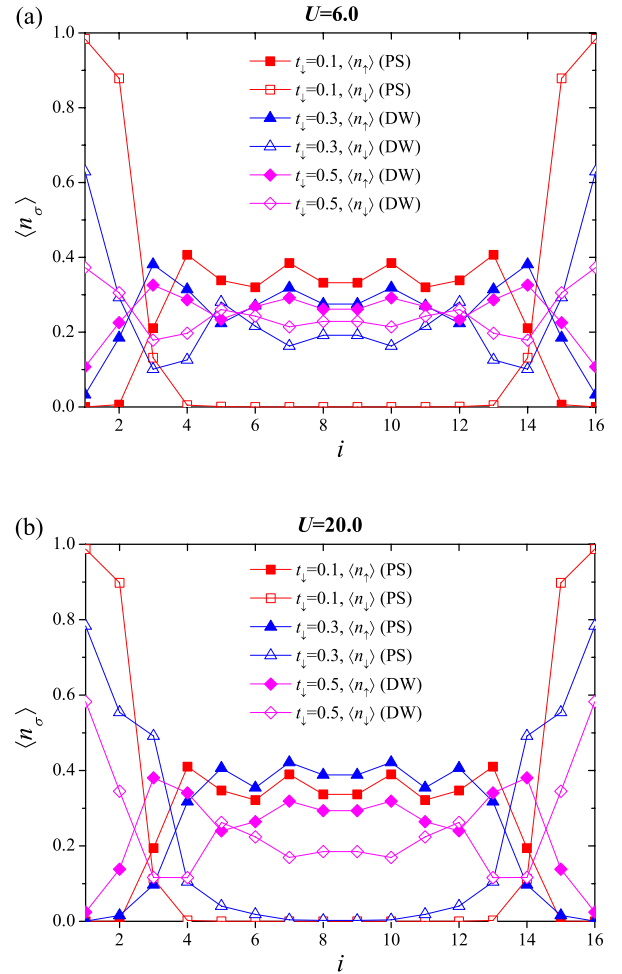 (a)
U=6.0
1.0
0.8
0.6
0.4
0.2
0.0
⟨nσ⟩
t↓=0.1, ⟨n↑⟩ (PS)
t↓=0.1, ⟨n↓⟩ (PS)
t↓=0.3, ⟨n↑⟩ (DW)
t↓=0.3, ⟨n↓⟩ (DW)
t↓=0.5, ⟨n↑⟩ (DW)
t↓=0.5, ⟨n↓⟩ (DW)
2 4 6 8 10 12 14 16
i
(b)
U=20.0
1.0
0.8
0.6
0.4
0.2
0.0
⟨nσ⟩
t↓=0.1, ⟨n↑⟩ (PS)
t↓=0.1, ⟨n↓⟩ (PS)
t↓=0.3, ⟨n↑⟩ (PS)
t↓=0.3, ⟨n↓⟩ (PS)
t↓=0.5, ⟨n↑⟩ (DW)
t↓=0.5, ⟨n↓⟩ (DW)
2 4 6 8 10 12 14 16
i